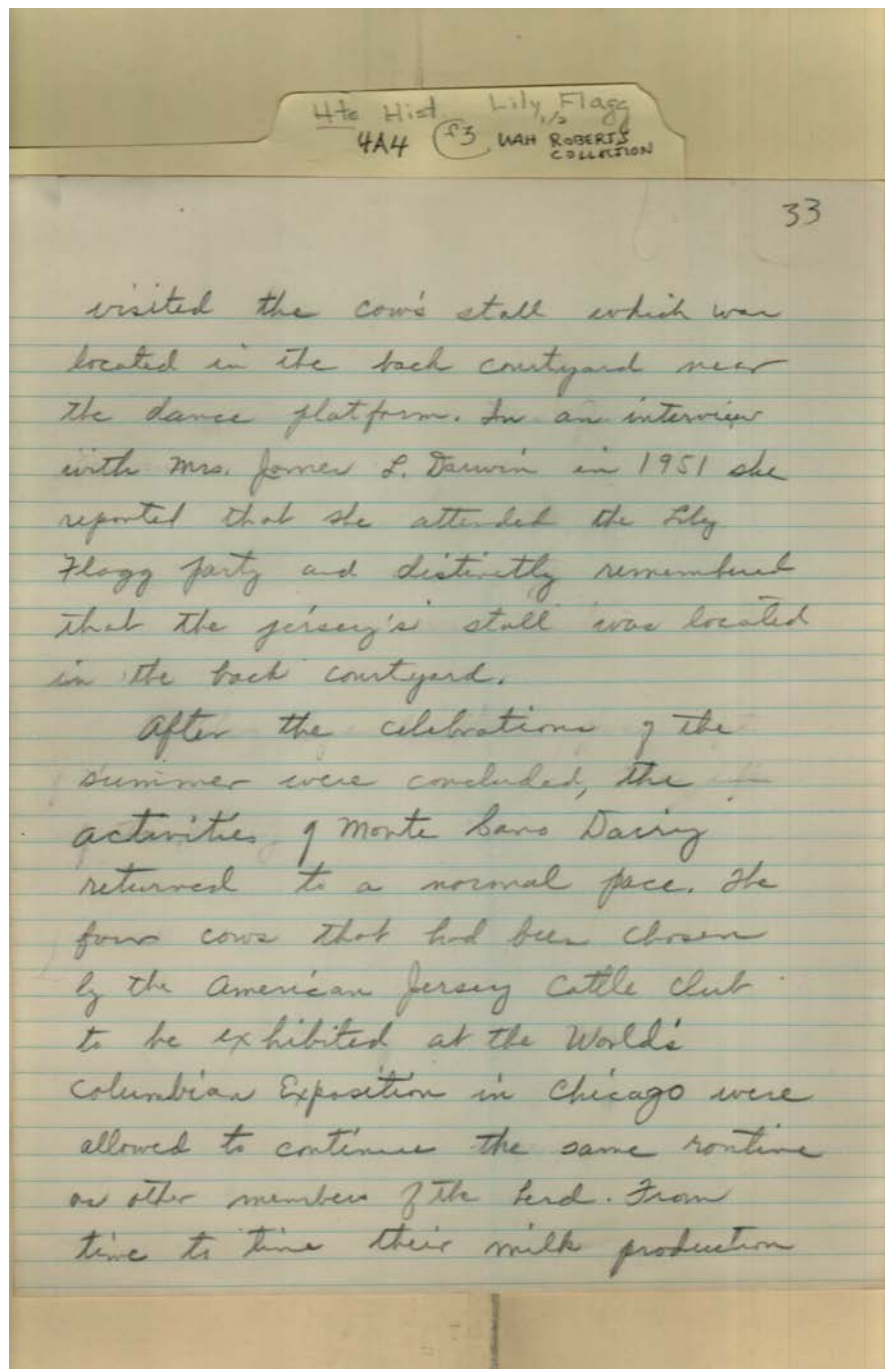 Hts Hist. Lily Flagg
1/2
4A4 f3 UAH ROBERTS
COLLECTION
33
visited the cow's stall which was
located in the back courtyard near
the dance platform. In an interview
with Mrs. James L. Darwin in 1951 she
reported that she attended the Lily
Flagg party and distinctly remembered
that the jersey's stall was located
in the back courtyard.
After the celebrations of the
summer were concluded, the
activities of Monte Sano Dairy
returned to a normal pace. The
four cows that had been chosen
by the American Jersey Cattle Club
to be exhibited at the World's
Columbian Exposition in Chicago were
allowed to continue the same routine
as other members of the herd. From
time to time their milk production